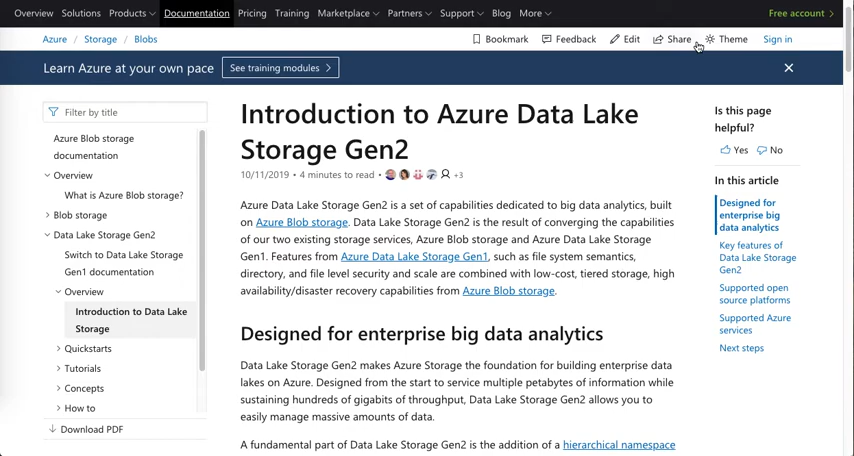 Overview Solutions Products Documentation Pricing Training Marketplace Partners Support Blog More Free account
Azure / Storage / Blobs Bookmark Feedback Edit Share Theme Sign in
Learn Azure at your own pace See training modules
Filter by title
Azure Blob storage
documentation
Overview
What is Azure Blob storage?
Blob storage
Data Lake Storage Gen2
Switch to Data Lake Storage
Gen1 documentation
Overview
Introduction to Data Lake
Storage
Quickstarts
Tutorials
Concepts
How to
Download PDF
Introduction to Azure Data Lake
Storage Gen2
10/11/2019 • 4 minutes to read • +3
Azure Data Lake Storage Gen2 is a set of capabilities dedicated to big data analytics, built
on Azure Blob storage. Data Lake Storage Gen2 is the result of converging the capabilities
of our two existing storage services, Azure Blob storage and Azure Data Lake Storage
Gen1. Features from Azure Data Lake Storage Gen1, such as file system semantics,
directory, and file level security and scale are combined with low-cost, tiered storage, high
availability/disaster recovery capabilities from Azure Blob storage.
Designed for enterprise big data analytics
Data Lake Storage Gen2 makes Azure Storage the foundation for building enterprise data
lakes on Azure. Designed from the start to service multiple petabytes of information while
sustaining hundreds of gigabits of throughput, Data Lake Storage Gen2 allows you to
easily manage massive amounts of data.
A fundamental part of Data Lake Storage Gen2 is the addition of a hierarchical namespace
Is this page
helpful?
Yes No
In this article
Designed for
enterprise big
data analytics
Key features of
Data Lake Storage
Gen2
Supported open
source platforms
Supported Azure
services
Next steps